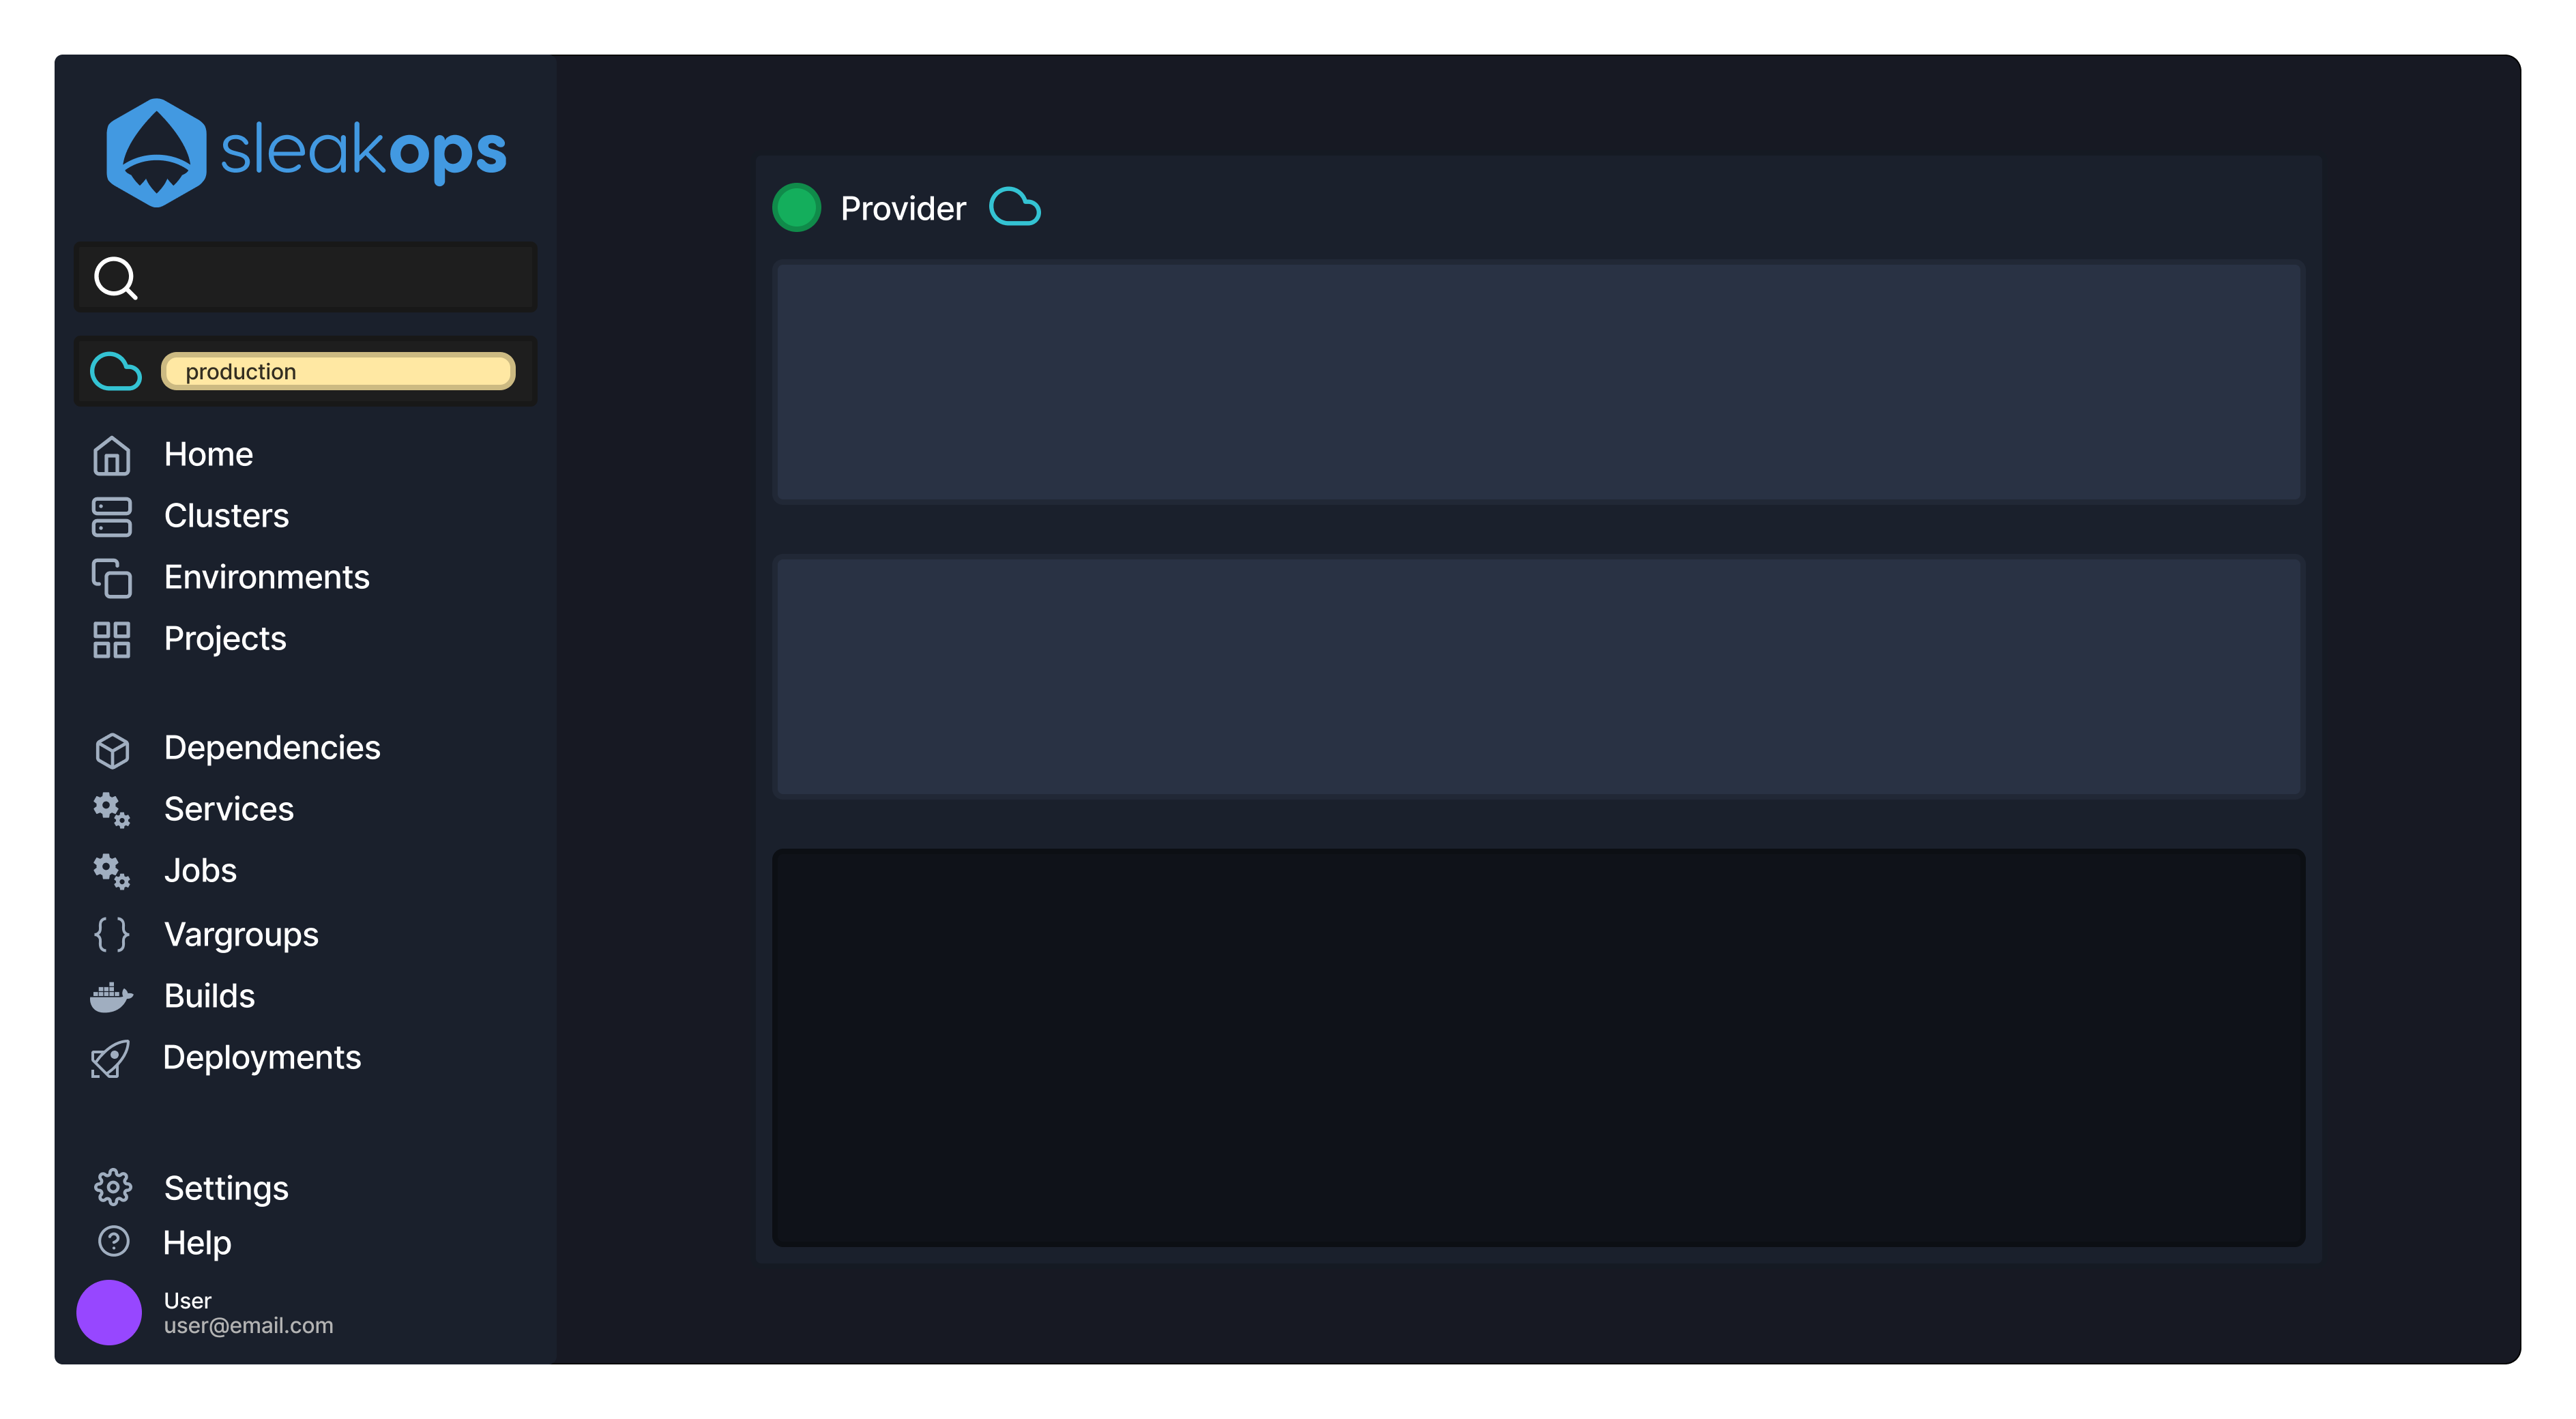 sleakops
production
Home
Clusters
Environments
Projects
Dependencies
Services
Jobs
Vargroups
Builds
Deployments
Settings
Help
User
user@email.com
Provider